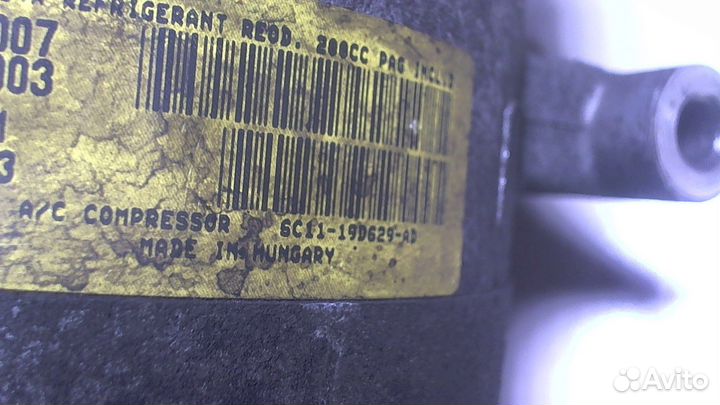 REFRIGERANT REQD. 200CC PAG INCL.
007
003
A/C COMPRESSOR 6C11-19D629-AD
MADE IN HUNGARY
Avito